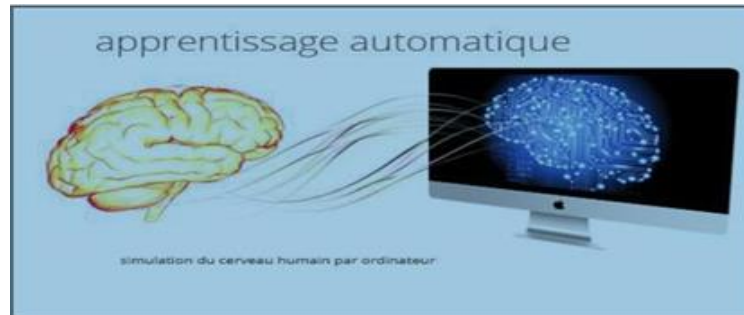 apprentissage automatique
simulation du cerveau humain par ordinateur